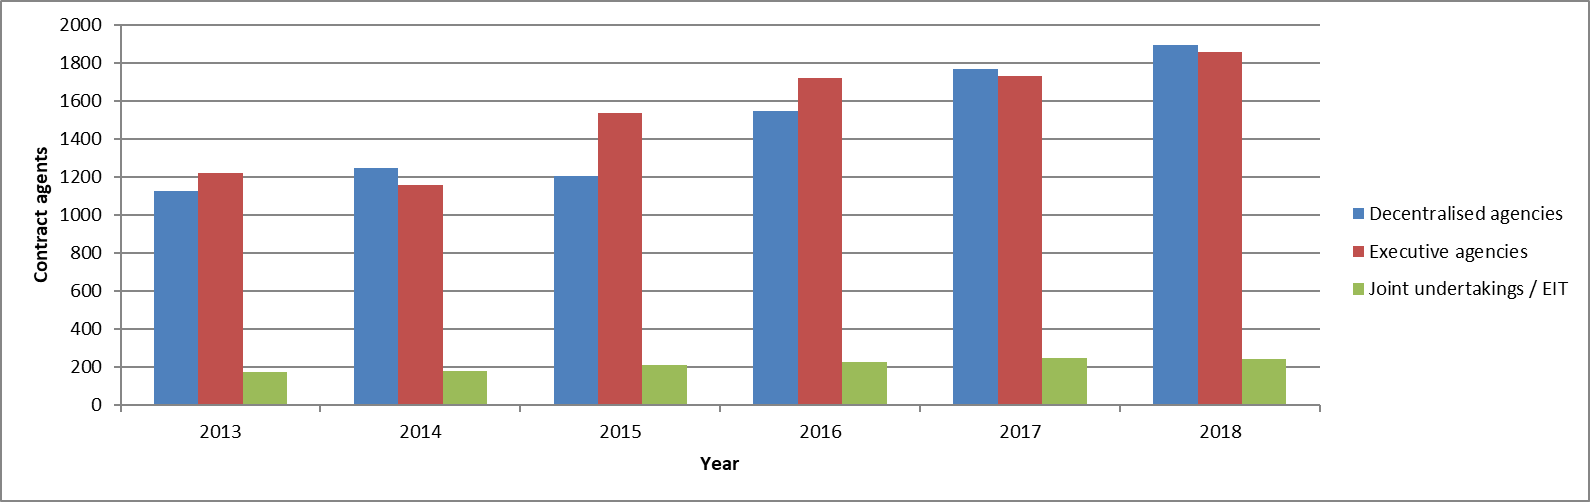 2000
1800
1600
1400
1200
1000
800
600
400
200
0
Contract agents
2013 2014 2015 2016 2017 2018
Year
Decentralised agencies
Executive agencies
Joint undertakings / EIT